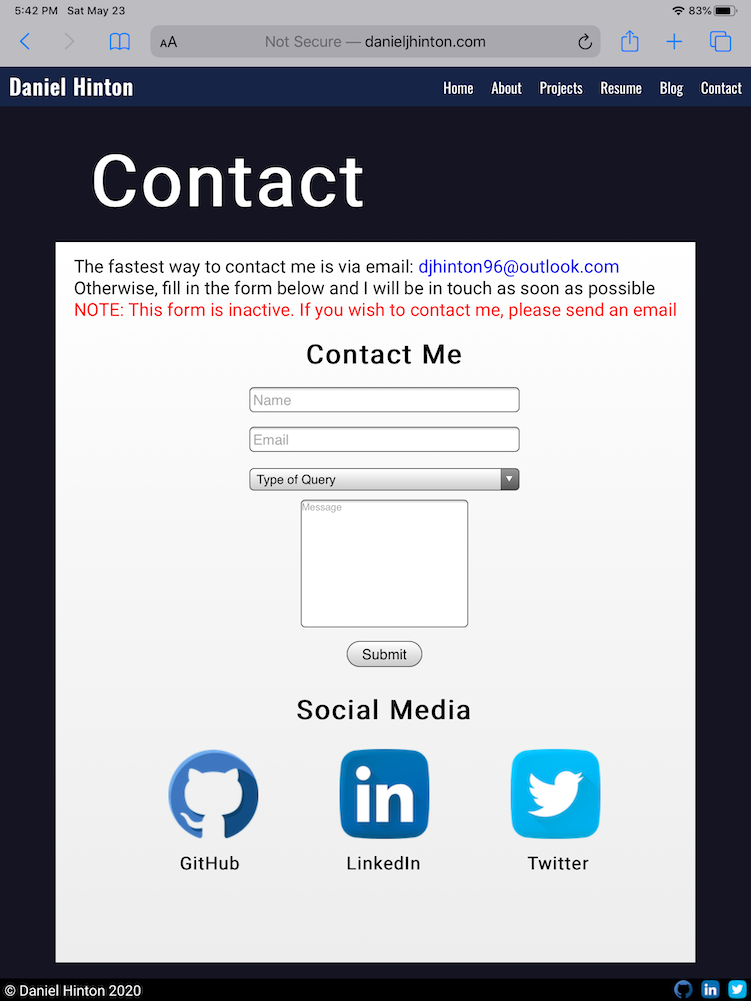 5:42 PM Sat May 23 83%
AA Not Secure — danieljhinton.com
Daniel Hinton Home About Projects Resume Blog Contact
Contact
The fastest way to contact me is via email: djhinton96@outlook.com
Otherwise, fill in the form below and I will be in touch as soon as possible
NOTE: This form is inactive. If you wish to contact me, please send an email
Contact Me
Name
Email
Type of Query
Message
Submit
Social Media
in
GitHub LinkedIn Twitter
© Daniel Hinton 2020 in